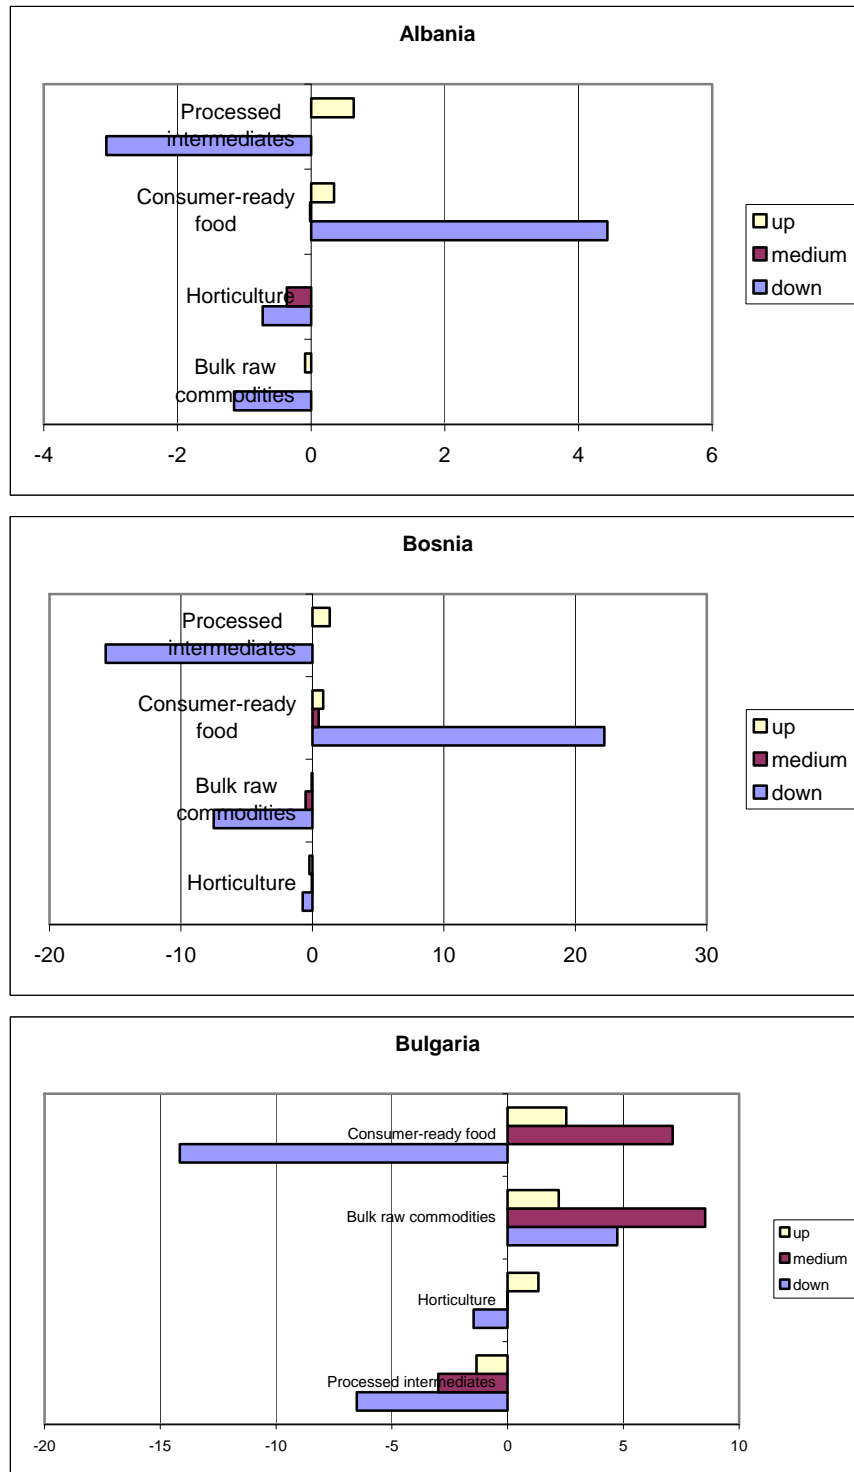 Albania
Processed
intermediates
Consumer-ready
food
Horticulture
Bulk raw
commodities
-4 -2 0 2 4 6
up
medium
down
Bosnia
Processed
intermediates
Consumer-ready
food
Bulk raw
commodities
Horticulture
-20 -10 0 10 20 30
up
medium
down
Bulgaria
Consumer-ready food
Bulk raw commodities
Horticulture
Processed intermediates
-20 -15 -10 -5 0 5 10
up
medium
down